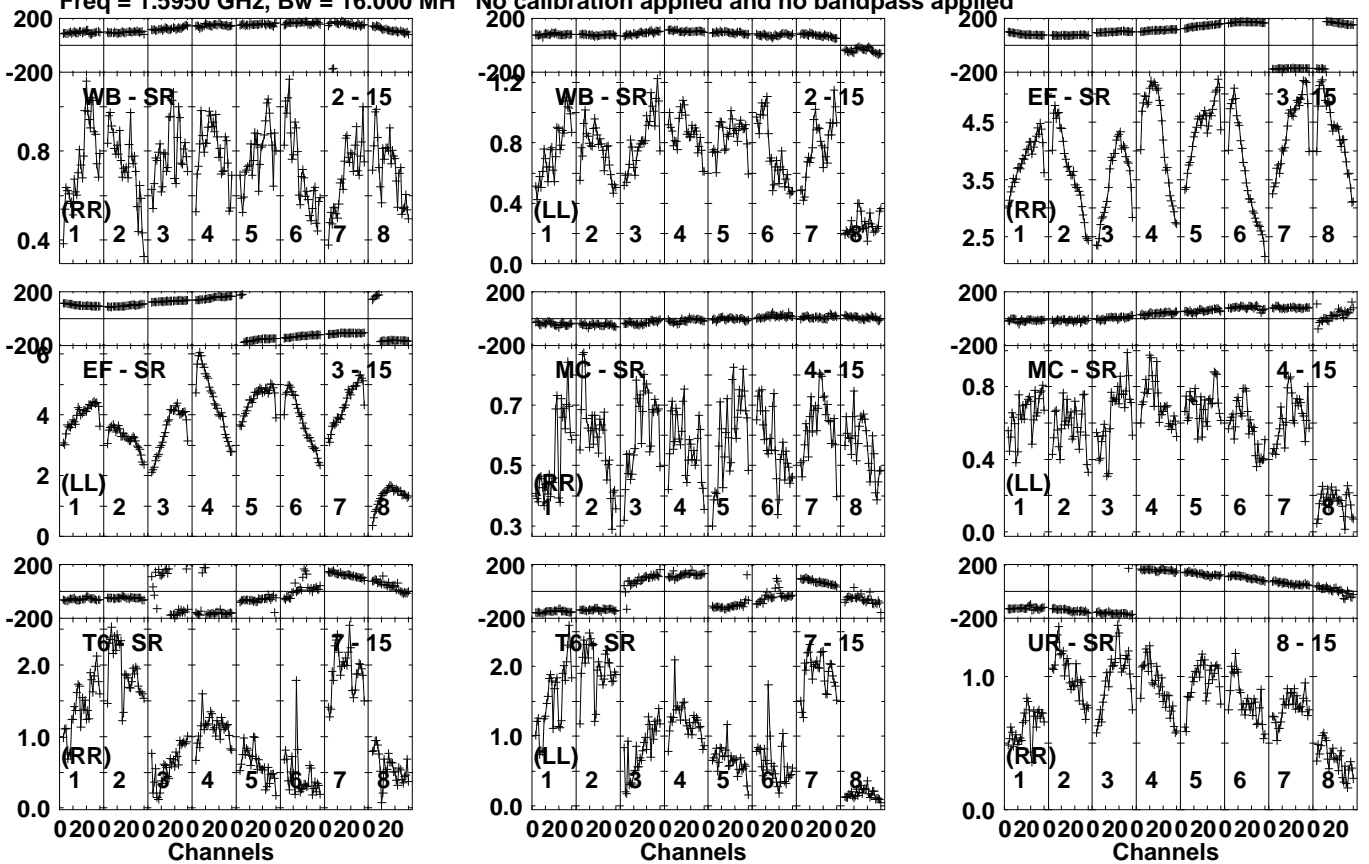 Freq = 1.5950 GHz, Bw = 16.000 MH No calibration applied and no bandpass applied
200
-200
WB - SR
2 - 15
0.8
0.4
(RR)
1 2 3 4 5 6 7 8
200
-200
1.2
WB - SR
2 - 15
0.8
0.4
0.0
(LL)
1 2 3 4 5 6 7 8
200
-200
EF - SR
3 - 15
4.5
3.5
2.5
(RR)
1 2 3 4 5 6 7 8
200
-200
6
EF - SR
3 - 15
4
2
0
(LL)
1 2 3 4 5 6 7 8
200
-200
MC - SR
4 - 15
0.7
0.5
0.3
(RR)
1 2 3 4 5 6 7 8
200
-200
MC - SR
4 - 15
0.8
0.4
0.0
(LL)
1 2 3 4 5 6 7 8
200
-200
T6 - SR
7 - 15
2.0
1.0
0.0
(RR)
1 2 3 4 5 6 7 8
0 20 0 20 0 20 0 20 0 20 0 20 0 20 0 20
Channels
200
-200
T6 - SR
7 - 15
2.0
1.0
0.0
(LL)
1 2 3 4 5 6 7 8
0 20 0 20 0 20 0 20 0 20 0 20 0 20 0 20
Channels
200
-200
UR - SR
8 - 15
1.0
0.0
(RR)
1 2 3 4 5 6 7 8
0 20 0 20 0 20 0 20 0 20 0 20 0 20 0 20
Channels